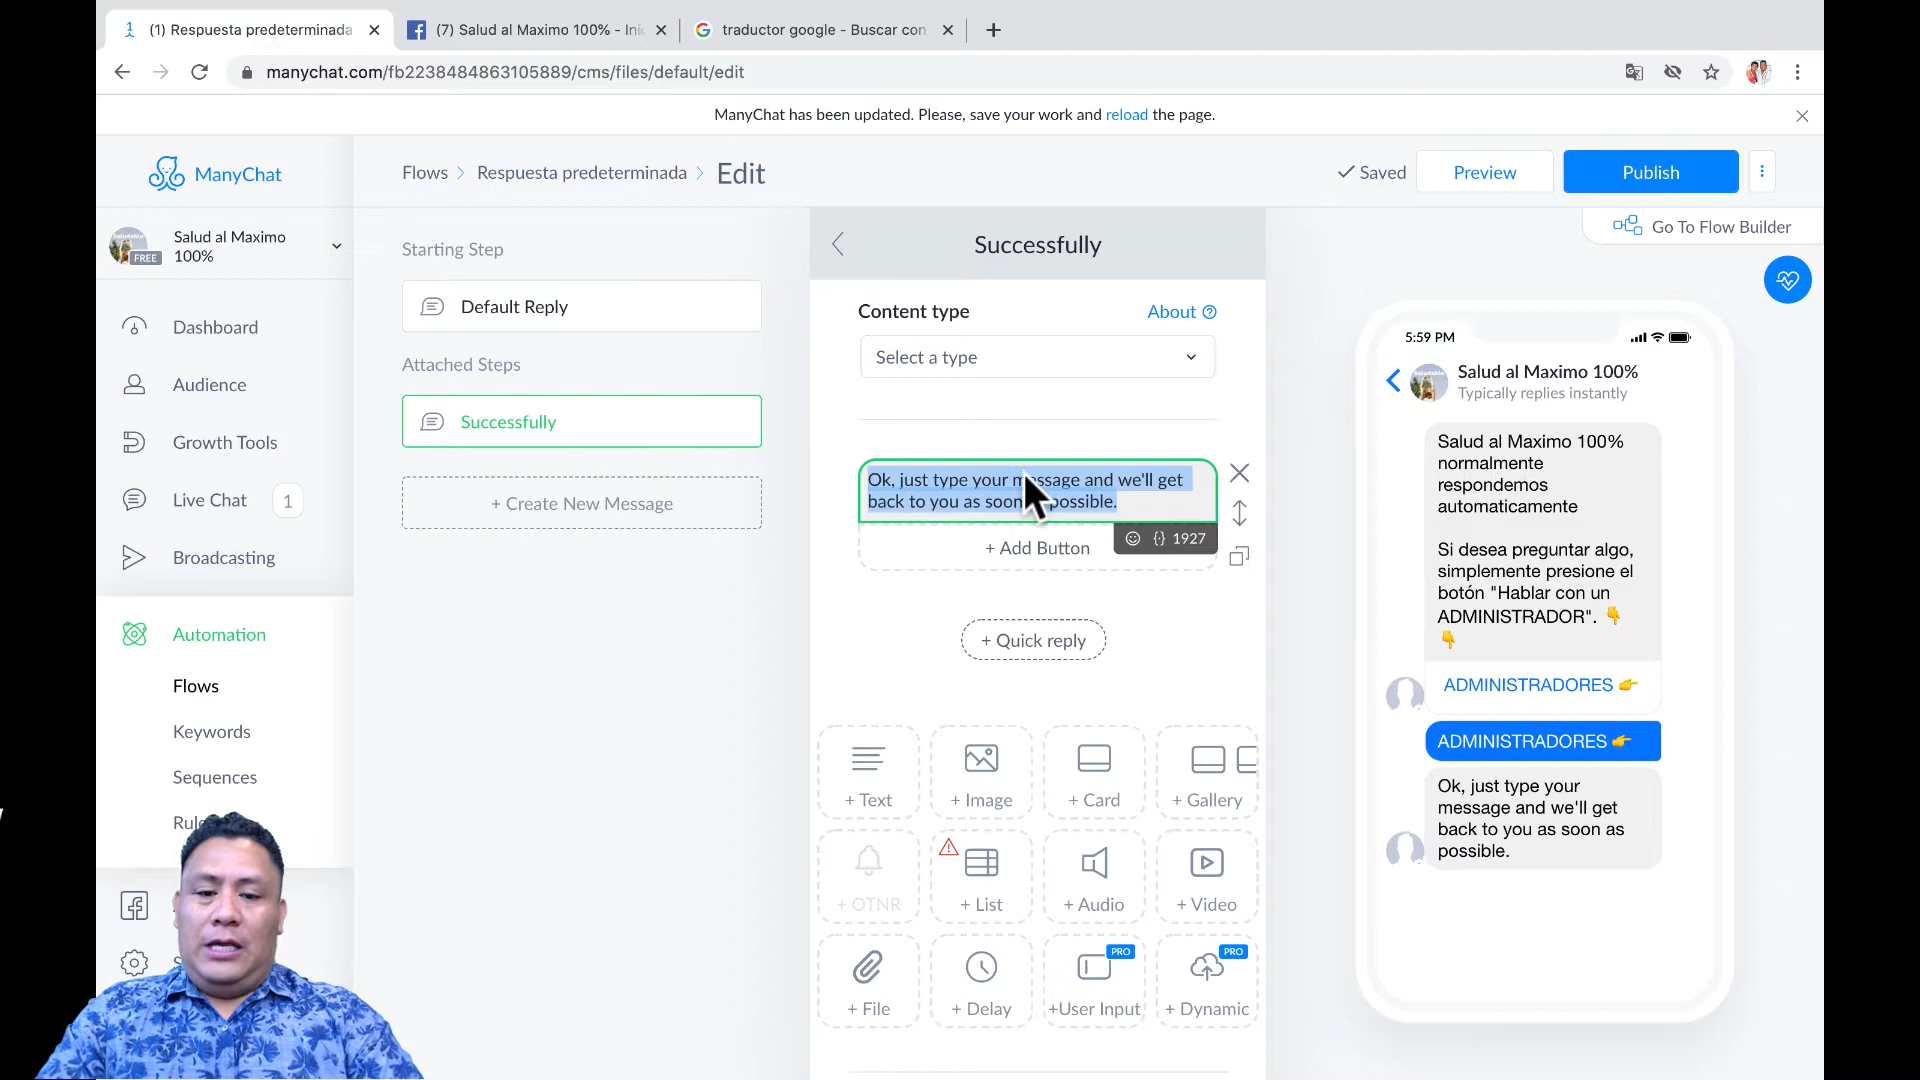 (1) Respuesta predeterminada
(7) Salud al Maximo 100% - Ini
traductor google - Buscar con
manychat.com/fb2238484863105889/cms/files/default/edit
ManyChat has been updated. Please, save your work and reload the page.
ManyChat
Flows
Respuesta predeterminada
Edit
Saved
Preview
Publish
Go To Flow Builder
Salud al Maximo
100%
FREE
Dashboard
Audience
Growth Tools
Live Chat
1
Broadcasting
Automation
Flows
Keywords
Sequences
Starting Step
Default Reply
Attached Steps
Successfully
+ Create New Message
Successfully
Content type
About
Select a type
Ok, just type your message and we'll get
back to you as soon possible.
1927
+ Add Button
+ Quick reply
+ Text
+ Image
+ Card
+ Gallery
+ OTNR
+ List
+ Audio
+ Video
+ File
+ Delay
PRO
+User Input
PRO
+ Dynamic
5:59 PM
Salud al Maximo 100%
Typically replies instantly
Salud al Maximo 100%
normalmente
respondemos
automaticamente
Si desea preguntar algo,
simplemente presione el
botón "Hablar con un
ADMINISTRADOR". 👇
👇
ADMINISTRADORES 👉
ADMINISTRADORES 👉
Ok, just type your
message and we'll get
back to you as soon as
possible.